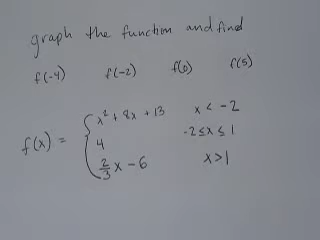 graph the function and find
f(-4) f(-2) f(0) f(5)
f(x) = { x² + 8x + 13 x < -2
4 -2 ≤ x ≤ 1
2/3 x - 6 x > 1